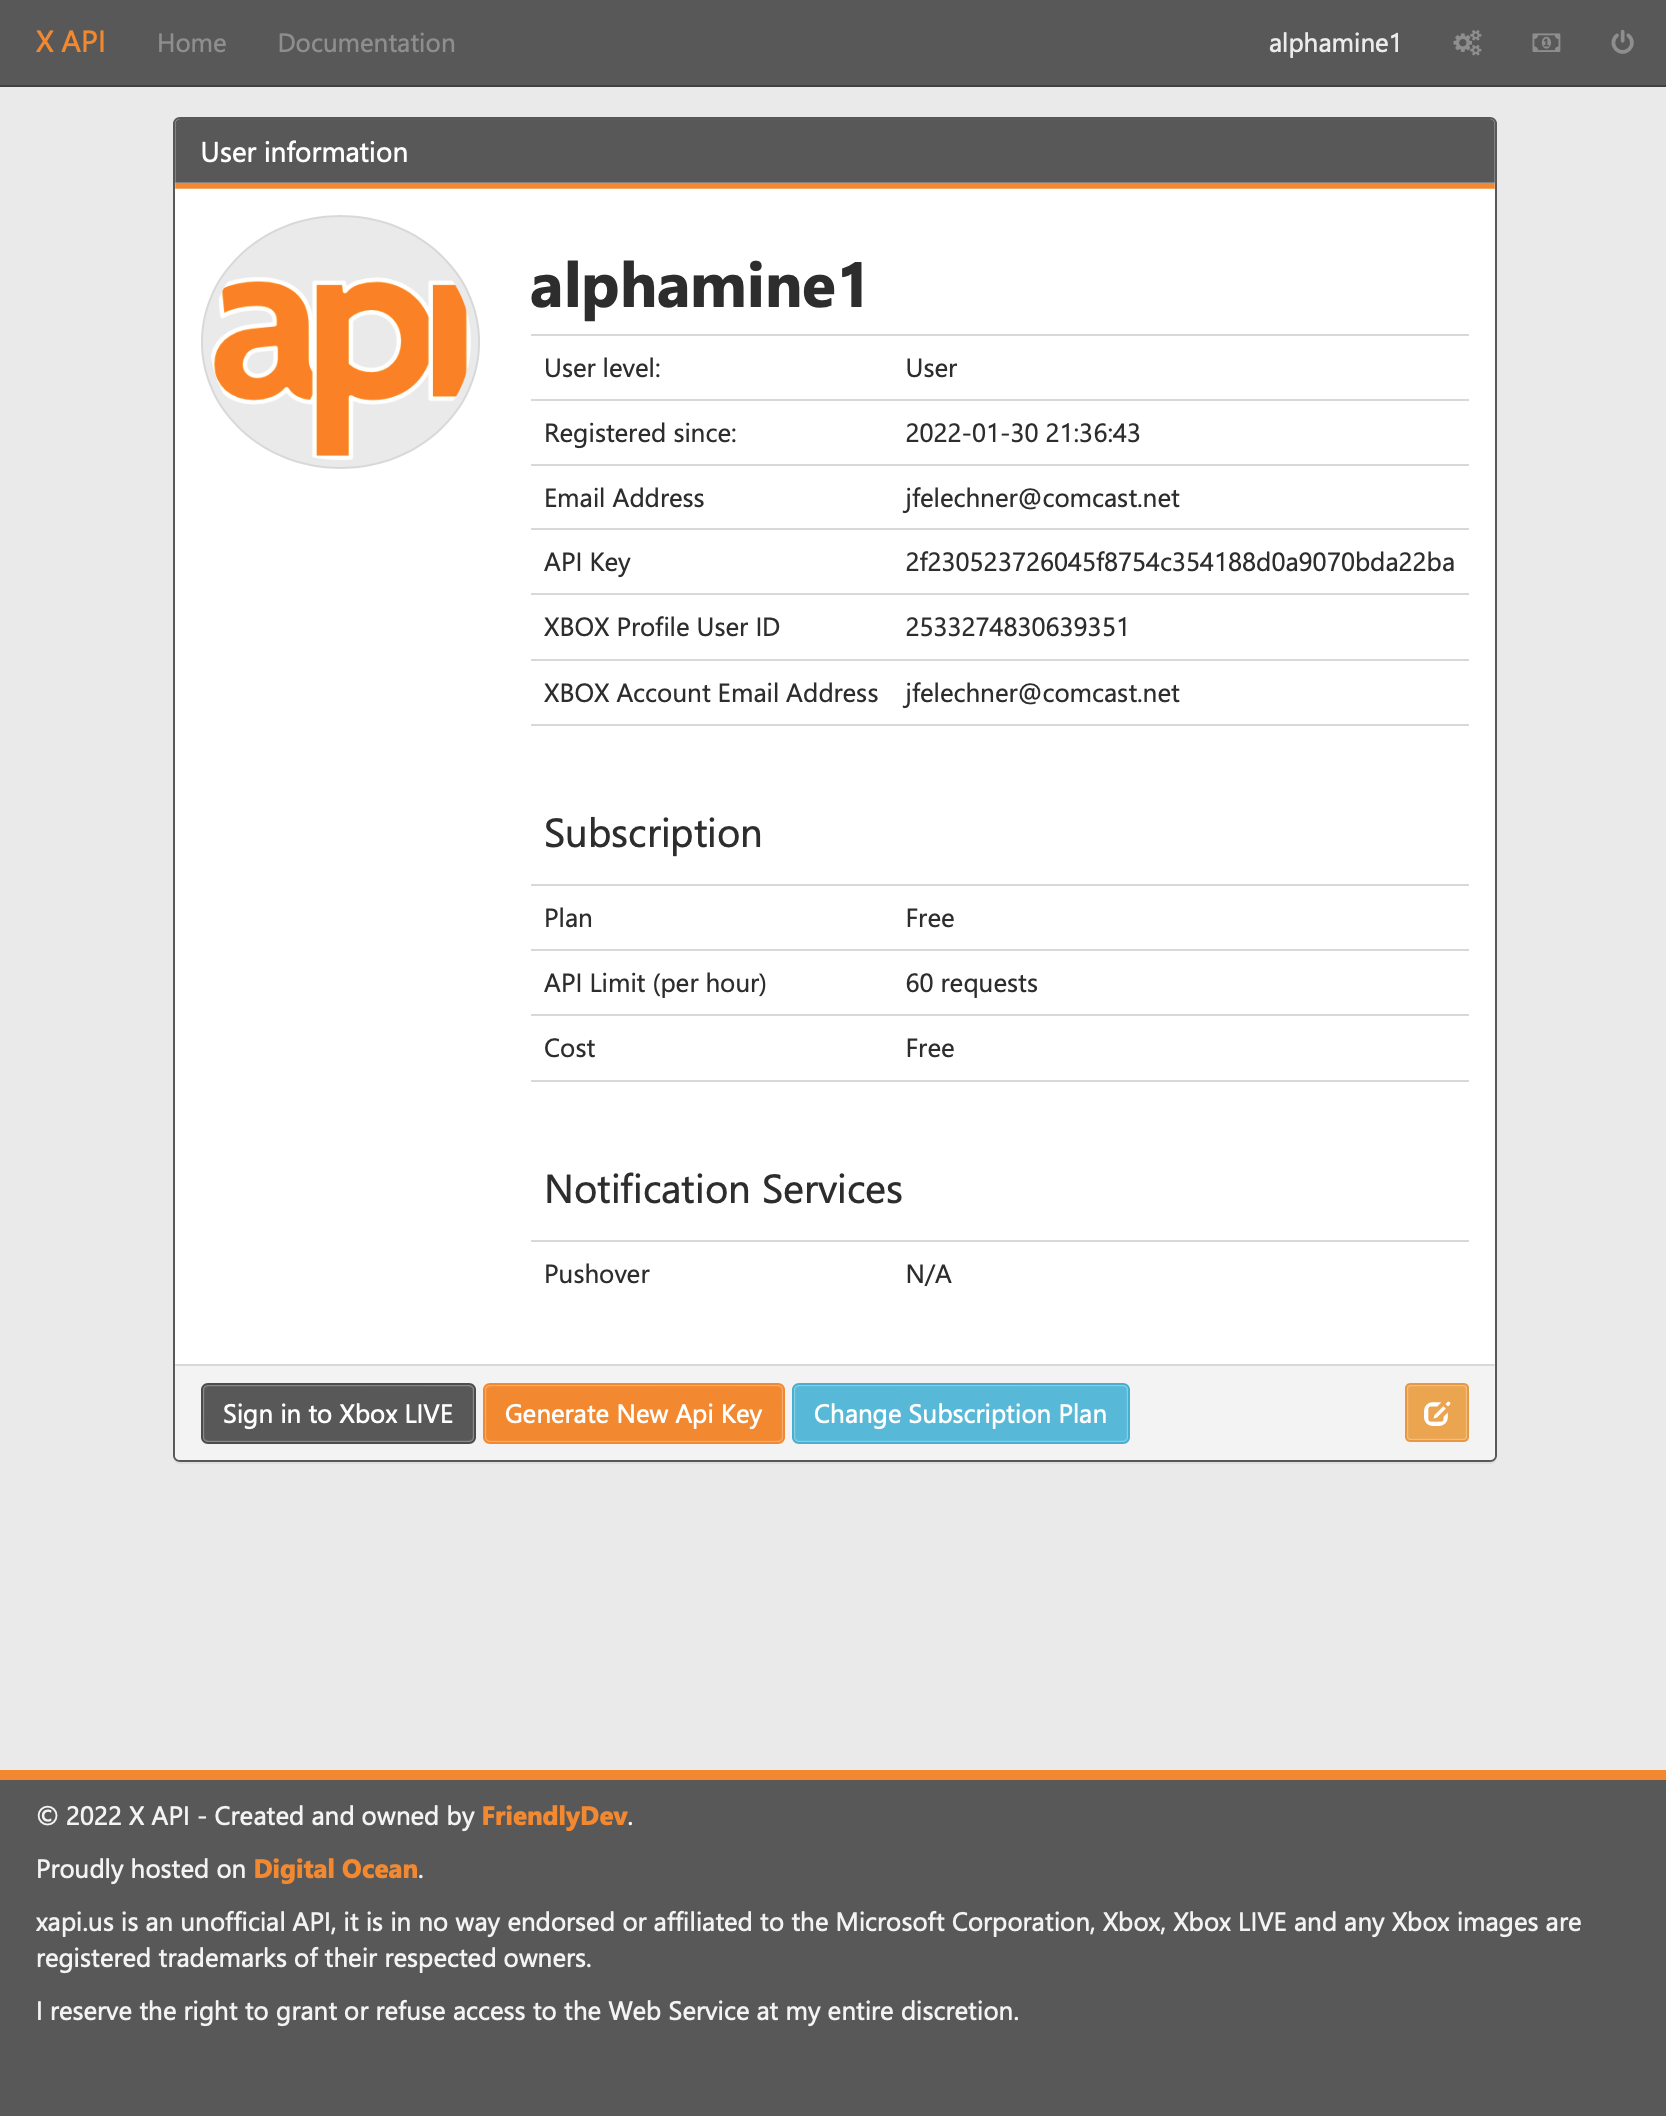 X API Home Documentation alphamine1
User information
api
alphamine1
User level: User
Registered since: 2022-01-30 21:36:43
Email Address jfelechner@comcast.net
API Key 2f230523726045f8754c354188d0a9070bda22ba
XBOX Profile User ID 2533274830639351
XBOX Account Email Address jfelechner@comcast.net
Subscription
Plan Free
API Limit (per hour) 60 requests
Cost Free
Notification Services
Pushover N/A
Sign in to Xbox LIVE Generate New Api Key Change Subscription Plan
© 2022 X API - Created and owned by FriendlyDev.
Proudly hosted on Digital Ocean.
xapi.us is an unofficial API, it is in no way endorsed or affiliated to the Microsoft Corporation, Xbox, Xbox LIVE and any Xbox images are
registered trademarks of their respected owners.
I reserve the right to grant or refuse access to the Web Service at my entire discretion.